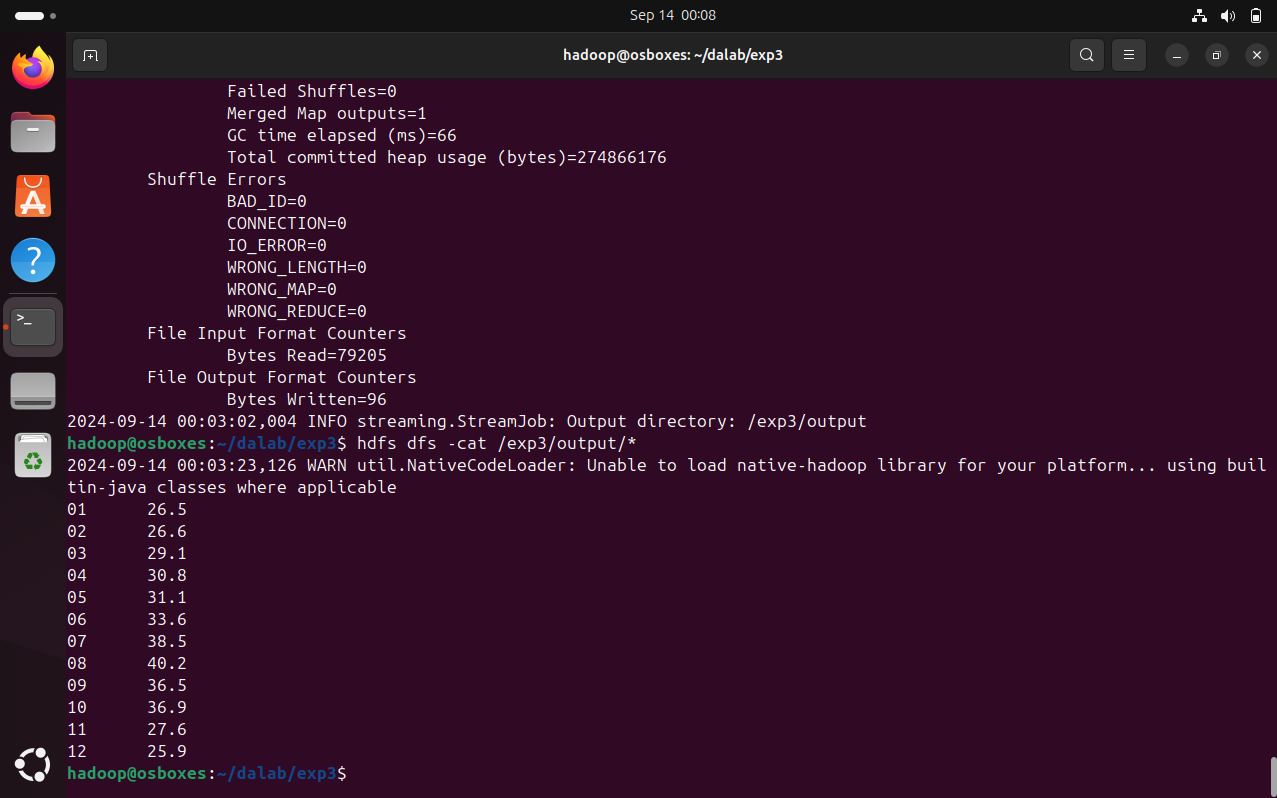 Sep 14 00:08
hadoop@osboxes: ~/dalab/exp3
Failed Shuffles=0
Merged Map outputs=1
GC time elapsed (ms)=66
Total committed heap usage (bytes)=274866176
Shuffle Errors
BAD_ID=0
CONNECTION=0
IO_ERROR=0
WRONG_LENGTH=0
WRONG_MAP=0
WRONG_REDUCE=0
File Input Format Counters
Bytes Read=79205
File Output Format Counters
Bytes Written=96
2024-09-14 00:03:02,004 INFO streaming.StreamJob: Output directory: /exp3/output
hadoop@osboxes:~/dalab/exp3$ hdfs dfs -cat /exp3/output/*
2024-09-14 00:03:23,126 WARN util.NativeCodeLoader: Unable to load native-hadoop library for your platform... using buil
tin-java classes where applicable
01 26.5
02 26.6
03 29.1
04 30.8
05 31.1
06 33.6
07 38.5
08 40.2
09 36.5
10 36.9
11 27.6
12 25.9
hadoop@osboxes:~/dalab/exp3$